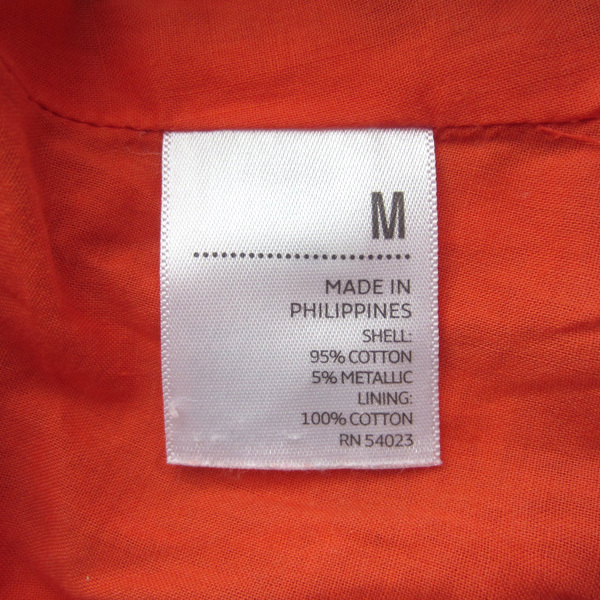 M
MADE IN
PHILIPPINES
SHELL:
95% COTTON
5% METALLIC
LINING:
100% COTTON
RN 54023